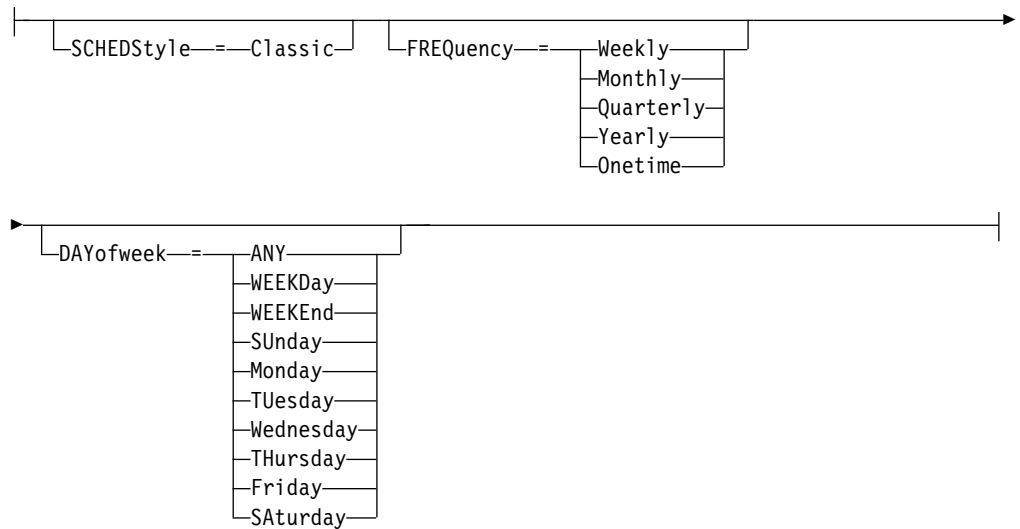 SCHEDStyle = Classic FREQuency = Weekly
Monthly
Quarterly
Yearly
Onetime
DAYofweek = ANY
WEEKDay
WEEKEnd
SUnday
Monday
TUesday
Wednesday
THursday
Friday
SAturday